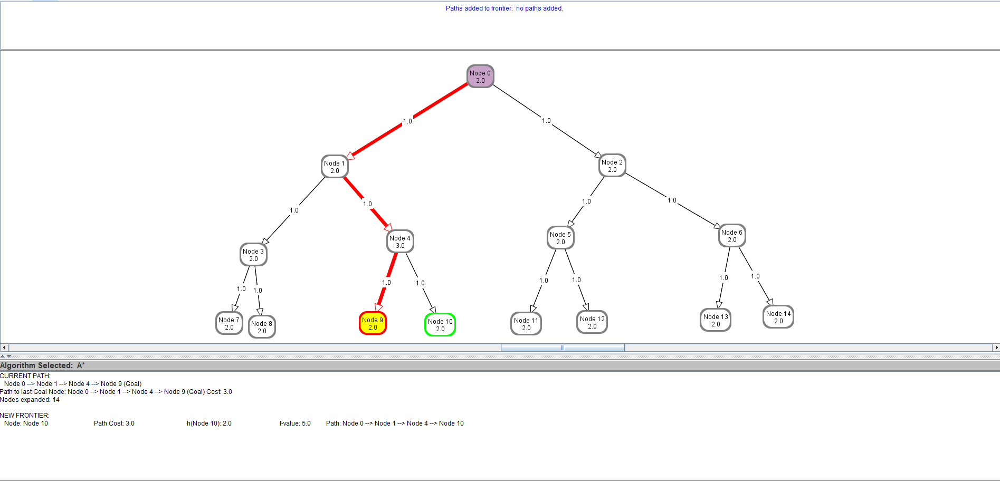 Paths added to frontier:  no paths added.
Node 0
2.0
1.0
1.0
Node 1
2.0
Node 2
2.0
1.0
1.0
1.0
1.0
Node 3
2.0
Node 4
3.0
Node 5
2.0
Node 6
2.0
1.0
1.0
1.0
1.0
1.0
1.0
1.0
1.0
Node 7
2.0
Node 8
2.0
Node 9
2.0
Node 10
2.0
Node 11
2.0
Node 12
2.0
Node 13
2.0
Node 14
2.0
Algorithm Selected:  A*
CURRENT PATH:
Node 0 --> Node 1 --> Node 4 --> Node 9 (Goal)
Path to last Goal Node: Node 0 --> Node 1 --> Node 4 --> Node 9 (Goal) Cost: 3.0
Nodes expanded: 14
NEW FRONTIER:
Node: Node 10 Path Cost: 3.0 h(Node 10): 2.0 f-value: 5.0 Path: Node 0 --> Node 1 --> Node 4 --> Node 10